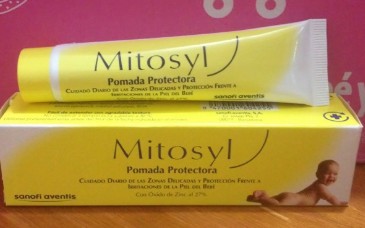 Mitosyl
Pomada Protectora
Cuidado Diario de las Zonas Delicadas y Protección Frente a
Irritaciones de la Piel del Bebé
sanofi aventis
Mitosyl
Pomada Protectora
Cuidado Diario de las Zonas Delicadas y Protección Frente a
Irritaciones de la Piel del Bebé
Con Óxido de Zinc al 27%
sanofi aventis